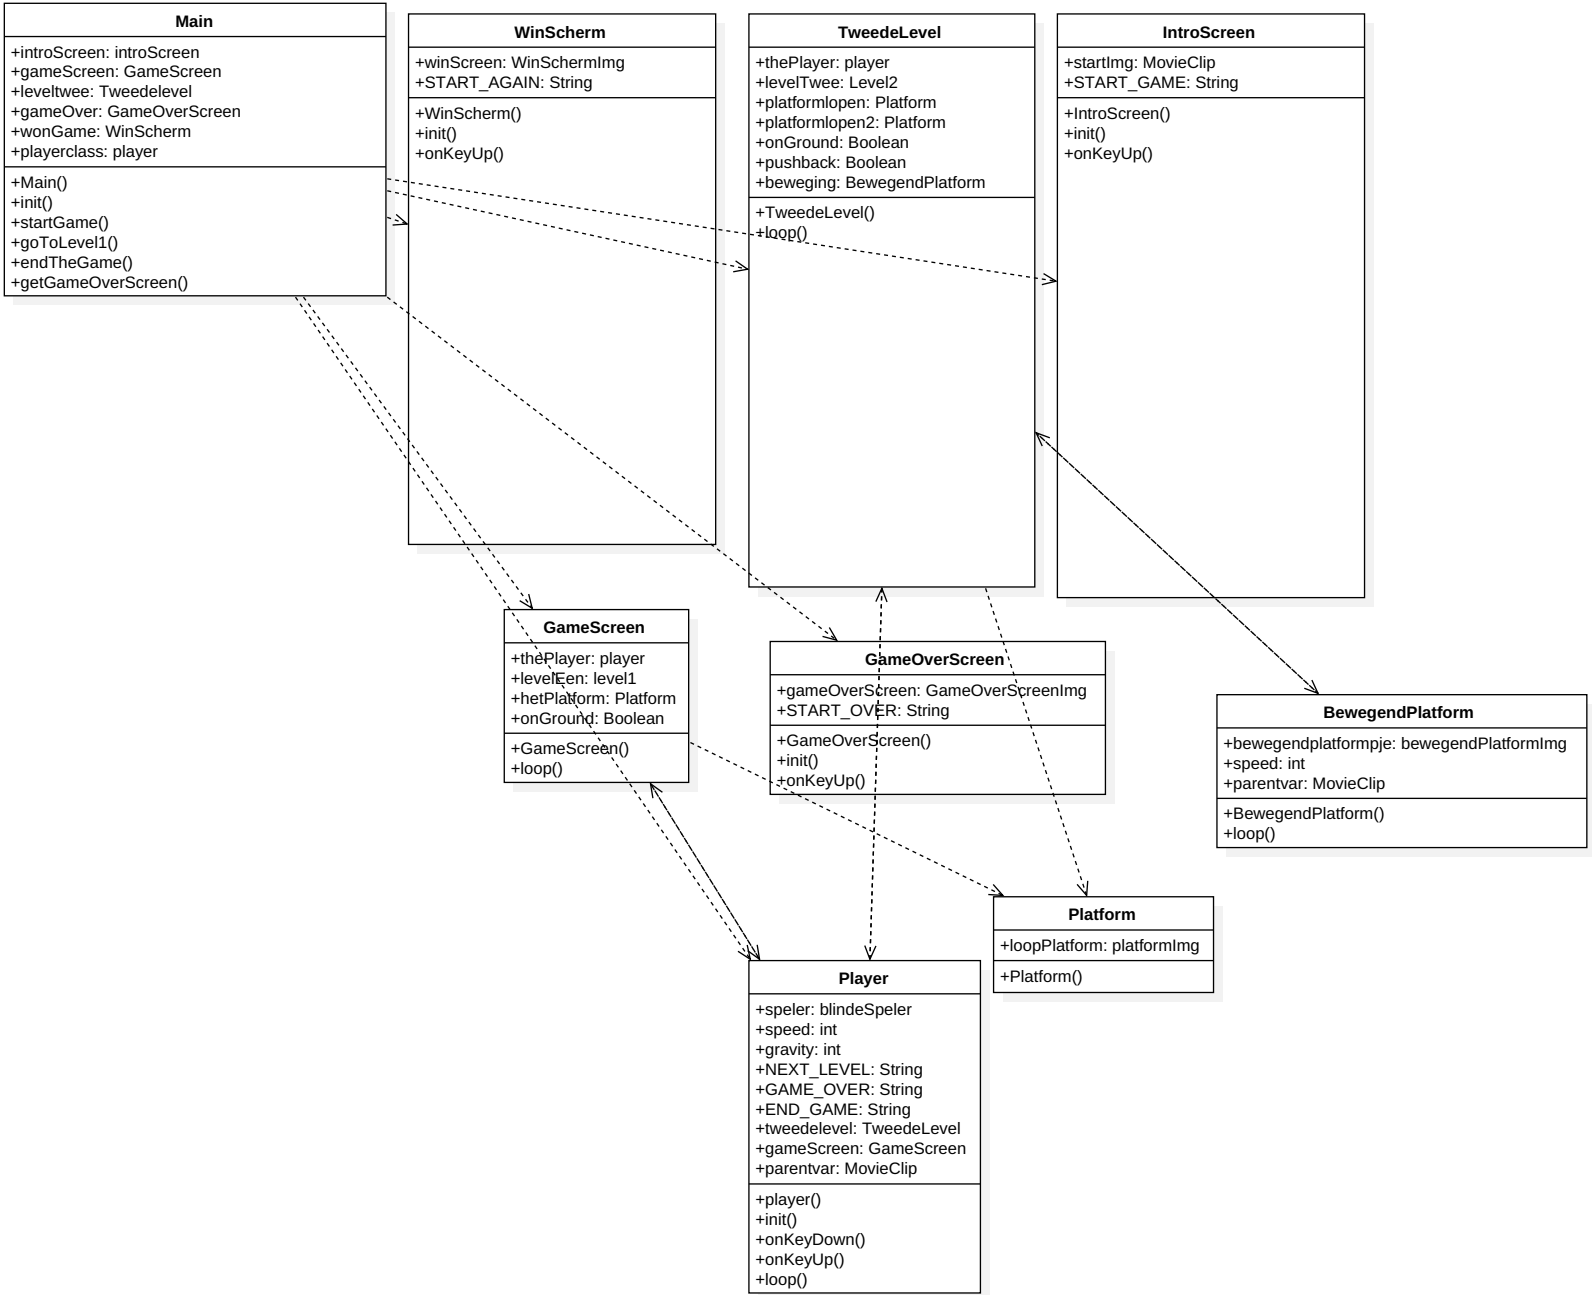 Main
+introScreen: introScreen
+gameScreen: GameScreen
+leveltwee: Tweedelevel
+gameOver: GameOverScreen
+wonGame: WinScherm
+playerclass: player
+Main()
+init()
+startGame()
+goToLevel1()
+endTheGame()
+getGameOverScreen()
WinScherm
+winScreen: WinSchermImg
+START_AGAIN: String
+WinScherm()
+init()
+onKeyUp()
TweedeLevel
+thePlayer: player
+levelTwee: Level2
+platformlopen: Platform
+platformlopen2: Platform
+onGround: Boolean
+pushback: Boolean
+beweging: BewegendPlatform
+TweedeLevel()
+loop()
IntroScreen
+startImg: MovieClip
+START_GAME: String
+IntroScreen()
+init()
+onKeyUp()
GameScreen
+thePlayer: player
+levelEen: level1
+hetPlatform: Platform
+onGround: Boolean
+GameScreen()
+loop()
GameOverScreen
+gameOverScreen: GameOverScreenImg
+START_OVER: String
+GameOverScreen()
+init()
+onKeyUp()
BewegendPlatform
+bewegendplatformpje: bewegendPlatformImg
+speed: int
+parentvar: MovieClip
+BewegendPlatform()
+loop()
Platform
+loopPlatform: platformImg
+Platform()
Player
+speler: blindeSpeler
+speed: int
+gravity: int
+NEXT_LEVEL: String
+GAME_OVER: String
+END_GAME: String
+tweedelevel: TweedeLevel
+gameScreen: GameScreen
+parentvar: MovieClip
+player()
+init()
+onKeyDown()
+onKeyUp()
+loop()